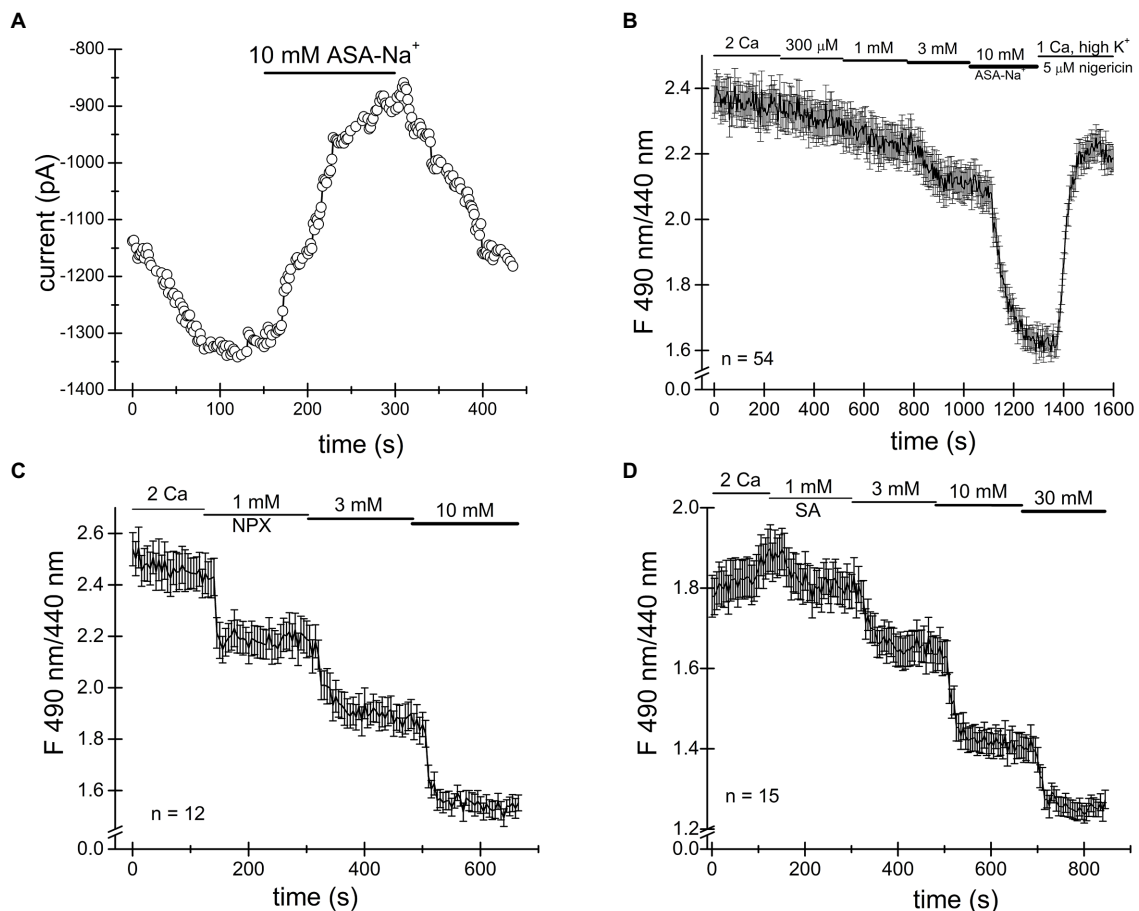 A
10 mM ASA-Na⁺
-800
-900
-1000
-1100
-1200
-1300
-1400
current (pA)
0 100 200 300 400
time (s)
B
2 Ca 300 μM 1 mM 3 mM 10 mM 1 Ca, high K⁺
ASA-Na⁺ 5 μM nigericin
2.4
2.2
2.0
1.8
1.6
0.0
F 490 nm/440 nm
n = 54
0 200 400 600 800 1000 1200 1400 1600
time (s)
C
2 Ca 1 mM 3 mM 10 mM
NPX
2.6
2.4
2.2
2.0
1.8
1.6
0.0
F 490 nm/440 nm
n = 12
0 200 400 600
time (s)
D
2 Ca 1 mM 3 mM 10 mM 30 mM
SA
2.0
1.8
1.6
1.4
1.2
0.0
F 490 nm/440 nm
n = 15
0 200 400 600 800
time (s)